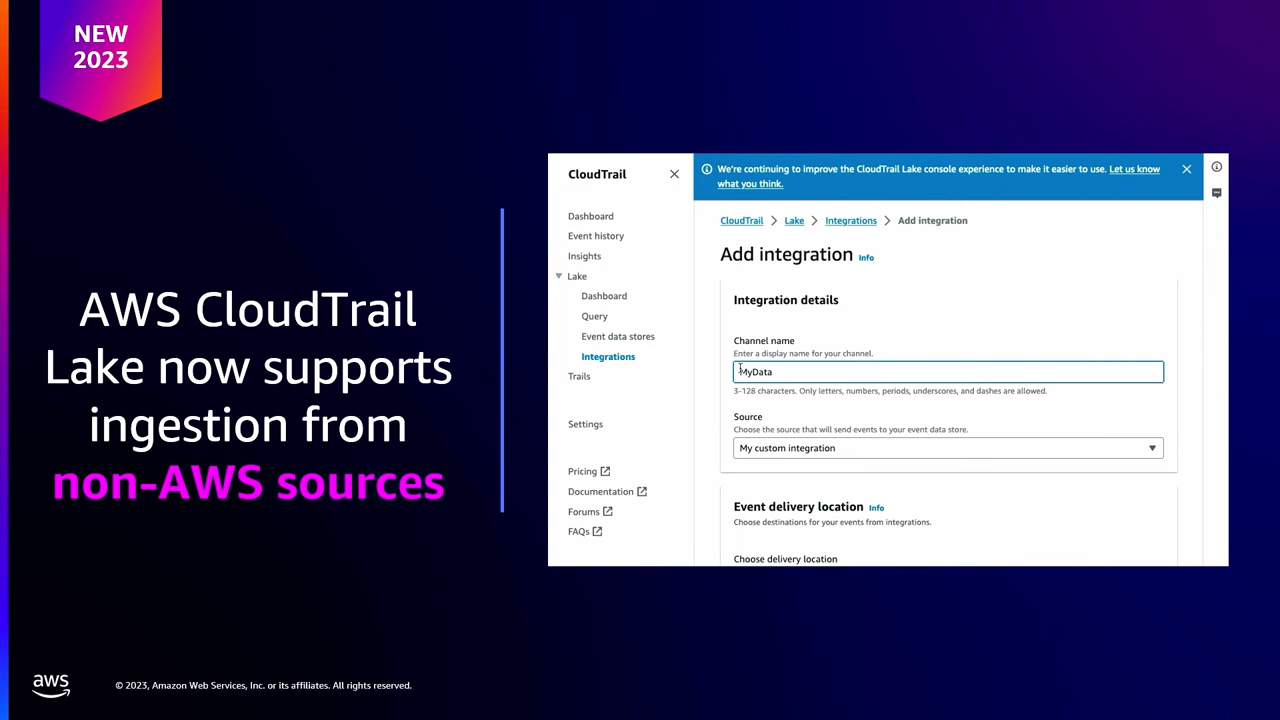 NEW
2023
AWS CloudTrail
Lake now supports
ingestion from
non-AWS sources
CloudTrail
Dashboard
Event history
Insights
Lake
Dashboard
Query
Event data stores
Integrations
Trails
Settings
Pricing
Documentation
Forums
FAQs
We're continuing to improve the CloudTrail Lake console experience to make it easier to use. Let us know
what you think.
CloudTrail > Lake > Integrations > Add integration
Add integration Info
Integration details
Channel name
Enter a display name for your channel.
MyData
3-128 characters. Only letters, numbers, periods, underscores, and dashes are allowed.
Source
Choose the source that will send events to your event data store.
My custom integration
Event delivery location Info
Choose destinations for your events from integrations.
Choose delivery location
aws
© 2023, Amazon Web Services, Inc. or its affiliates. All rights reserved.